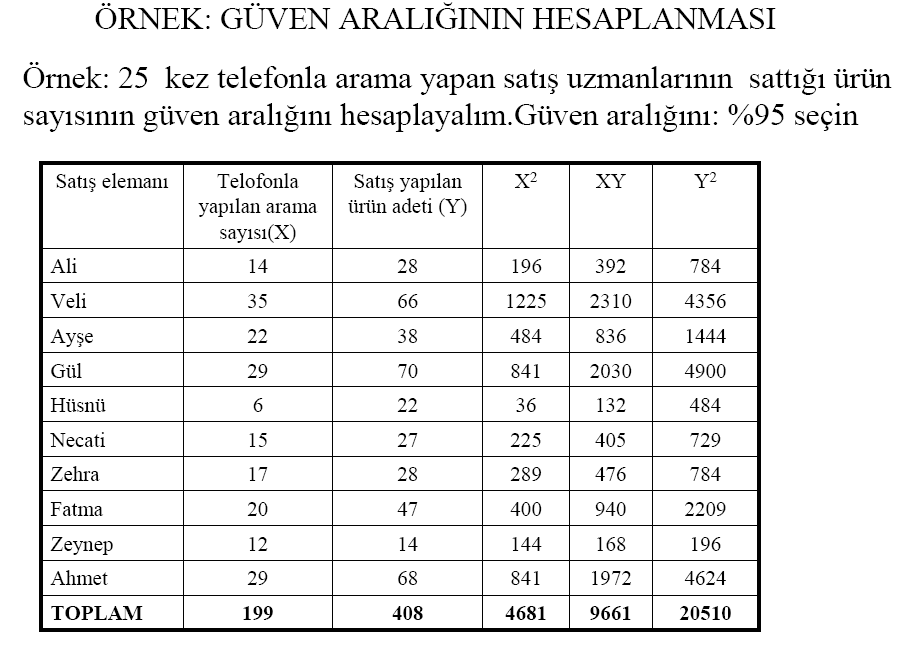 ÖRNEK: GÜVEN ARALIĞININ HESAPLANMASI
Örnek: 25 kez telefonla arama yapan satış uzmanlarının sattığı ürün
sayısının güven aralığını hesaplayalım.Güven aralığını: %95 seçin
Satış elemanı Telofonla yapılan arama sayısı(X) Satış yapılan ürün adeti (Y) X² XY Y²
Ali 14 28 196 392 784
Veli 35 66 1225 2310 4356
Ayşe 22 38 484 836 1444
Gül 29 70 841 2030 4900
Hüsnü 6 22 36 132 484
Necati 15 27 225 405 729
Zehra 17 28 289 476 784
Fatma 20 47 400 940 2209
Zeynep 12 14 144 168 196
Ahmet 29 68 841 1972 4624
TOPLAM 199 408 4681 9661 20510